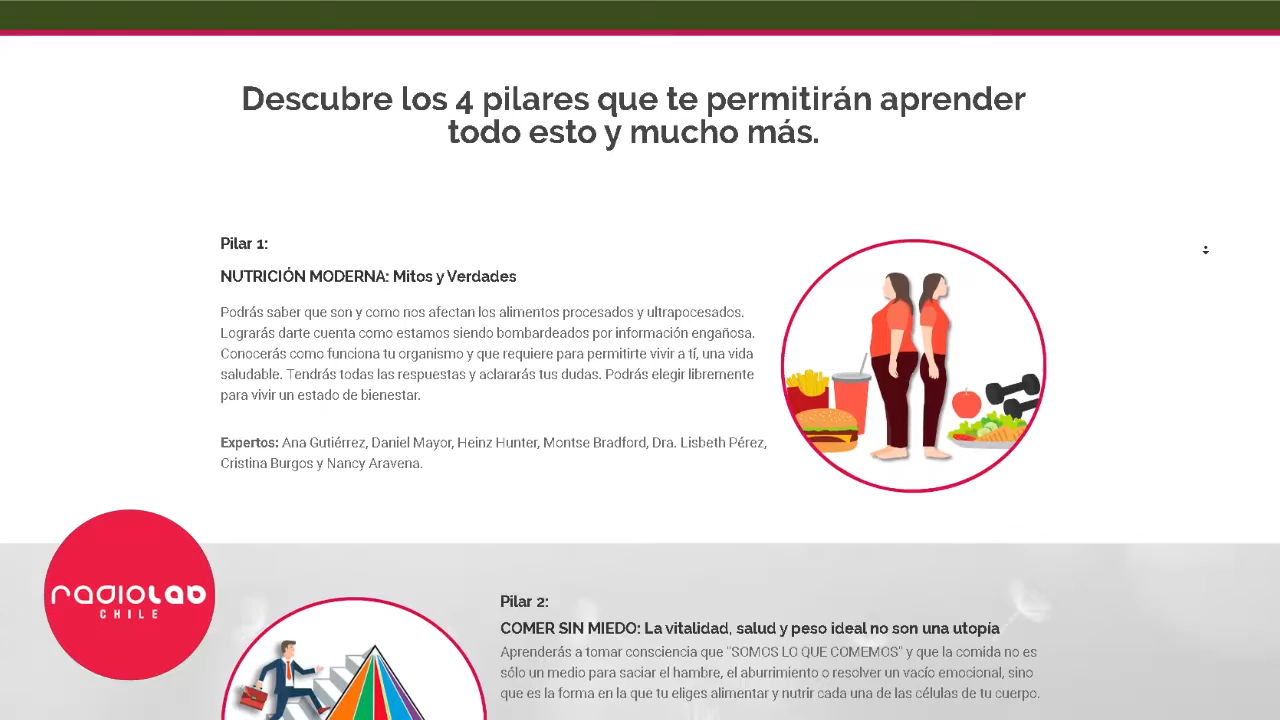 Descubre los 4 pilares que te permitirán aprender
todo esto y mucho más.
Pilar 1:
NUTRICIÓN MODERNA: Mitos y Verdades
Podrás saber que son y como nos afectan los alimentos procesados y ultrapocesados.
Lograrás darte cuenta como estamos siendo bombardeados por información engañosa.
Conocerás como funciona tu organismo y que requiere para permitirte vivir a tí, una vida
saludable. Tendrás todas las respuestas y aclararás tus dudas. Podrás elegir libremente
para vivir un estado de bienestar.
Expertos: Ana Gutiérrez, Daniel Mayor, Heinz Hunter, Montse Bradford, Dra. Lisbeth Pérez,
Cristina Burgos y Nancy Aravena.
radiolab
CHILE
Pilar 2:
COMER SIN MIEDO: La vitalidad, salud y peso ideal no son una utopía
Aprenderás a tomar consciencia que "SOMOS LO QUE COMEMOS" y que la comida no es
sólo un medio para saciar el hambre, el aburrimiento o resolver un vacío emocional, sino
que es la forma en la que tu eliges alimentar y nutrir cada una de las células de tu cuerpo.